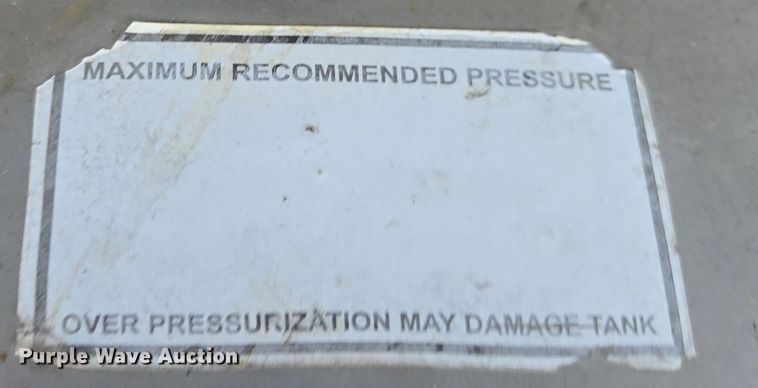 MAXIMUM RECOMMENDED PRESSURE
OVER PRESSURIZATION MAY DAMAGE TANK
Purple Wave Auction